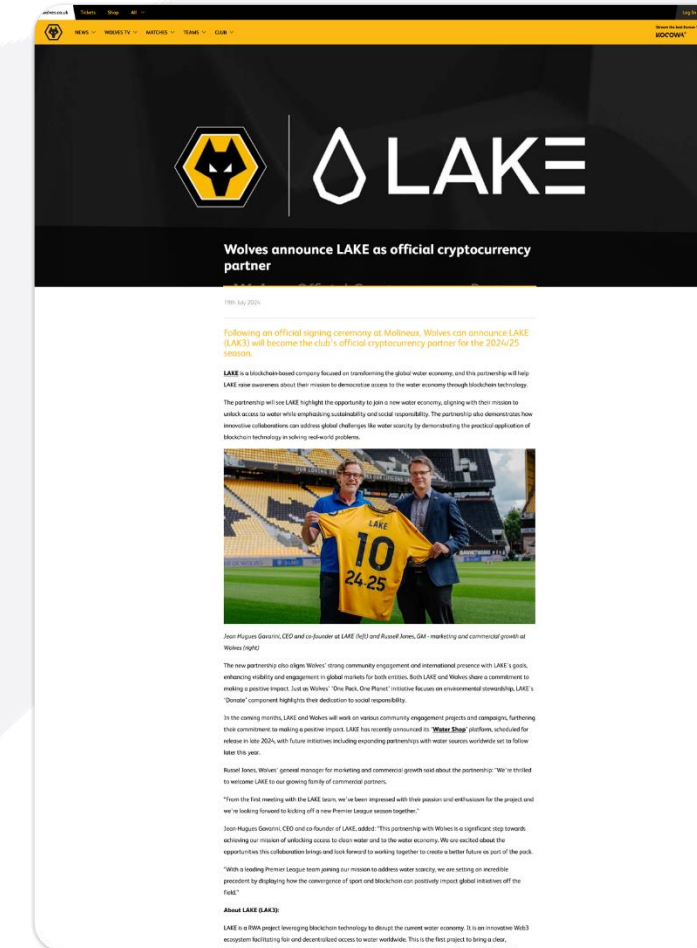 wolves.co.uk Tickets Shop All Log In
NEWS WOLVES TV MATCHES TEAMS CLUB
KOCOWA+
LAKE
Wolves announce LAKE as official cryptocurrency
partner
19th July 2024
Following an official signing ceremony at Molineux, Wolves can announce LAKE
(LAK3) will become the club's official cryptocurrency partner for the 2024/25
season.
LAKE is a blockchain-based company focused on transforming the global water economy, and this partnership will help
LAKE raise awareness about their mission to democratise access to the water economy through blockchain technology.
The partnership will see LAKE highlight the opportunity to join a new water economy, aligning with their mission to
unlock access to water while emphasising sustainability and social responsibility. The partnership also demonstrates how
innovative collaborations can address global challenges like water scarcity by demonstrating the practical application of
blockchain technology in solving real-world problems.
LAKE
10
24-25
Jean Hugues Gavarini, CEO and co-founder at LAKE (left) and Russell Jones, GM - marketing and commercial growth at
Wolves (right)
The new partnership also aligns Wolves' strong community engagement and international presence with LAKE's goals,
enhancing visibility and engagement in global markets for both entities. Both LAKE and Wolves share a commitment to
making a positive impact. Just as Wolves' 'One Pack, One Planet' initiative focuses on environmental stewardship, LAKE's
'Donate' component highlights their dedication to social responsibility.
In the coming months, LAKE and Wolves will work on various community engagement projects and campaigns, furthering
their commitment to making a positive impact. LAKE has recently announced its 'Water Shop' platform, scheduled for
release in late 2024, with future initiatives including expanding partnerships with water sources worldwide set to follow
later this year.
Russel Jones, Wolves' general manager for marketing and commercial growth said about the partnership: "We're thrilled
to welcome LAKE to our growing family of commercial partners.
"From the first meeting with the LAKE team, we've been impressed with their passion and enthusiasm for the project and
we're looking forward to kicking off a new Premier League season together."
Jean-Hugues Gavarini, CEO and co-founder of LAKE, added: "This partnership with Wolves is a significant step towards
achieving our mission of unlocking access to clean water and to the water economy. We are excited about the
opportunities this collaboration brings and look forward to working together to create a better future as part of the pack.
"With a leading Premier League team joining our mission to address water scarcity, we are setting an incredible
precedent by displaying how the convergence of sport and blockchain can positively impact global initiatives off the
field."
About LAKE (LAK3):
LAKE is a RWA project leveraging blockchain technology to disrupt the current water economy. It is an innovative Web3
ecosystem facilitating fair and decentralized access to water worldwide. This is the first project to bring a clear,